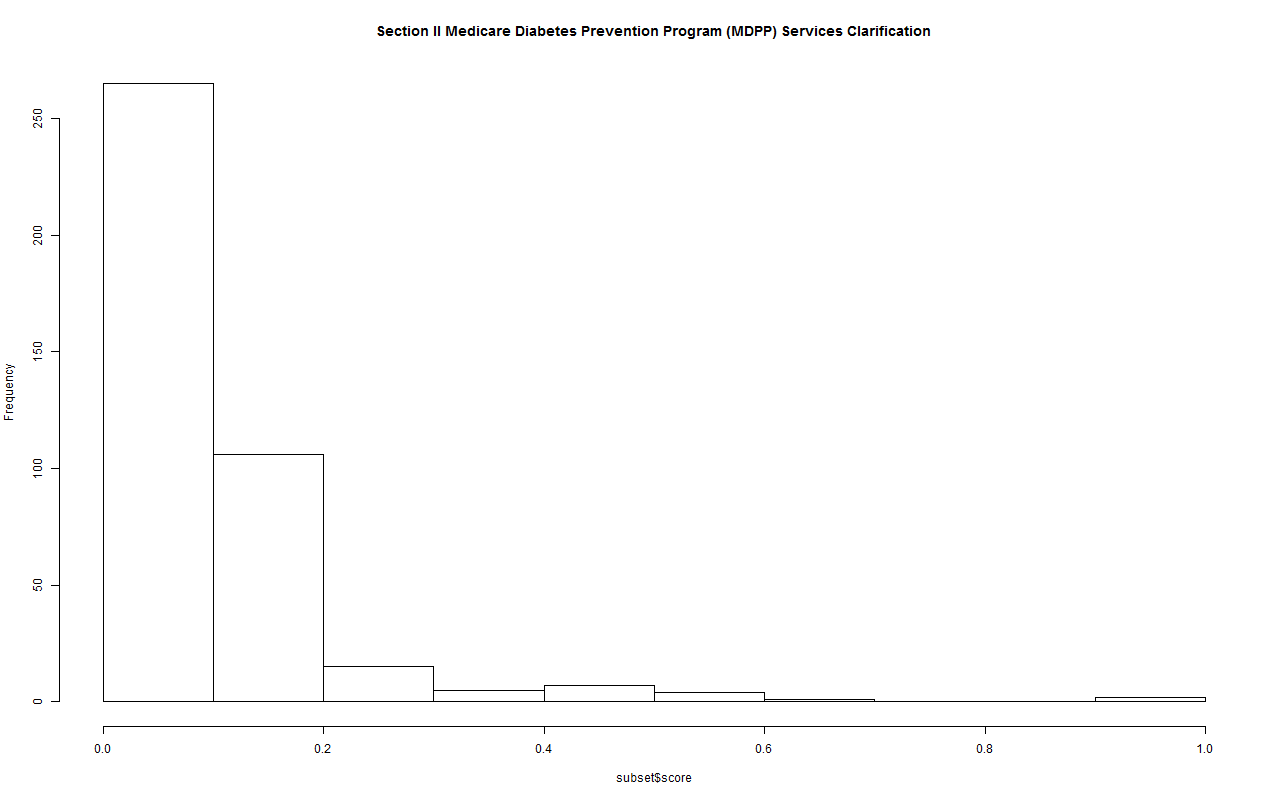 Section II Medicare Diabetes Prevention Program (MDPP) Services Clarification
250
200
150
100
50
0
Frequency
0.0 0.2 0.4 0.6 0.8 1.0
subset$score